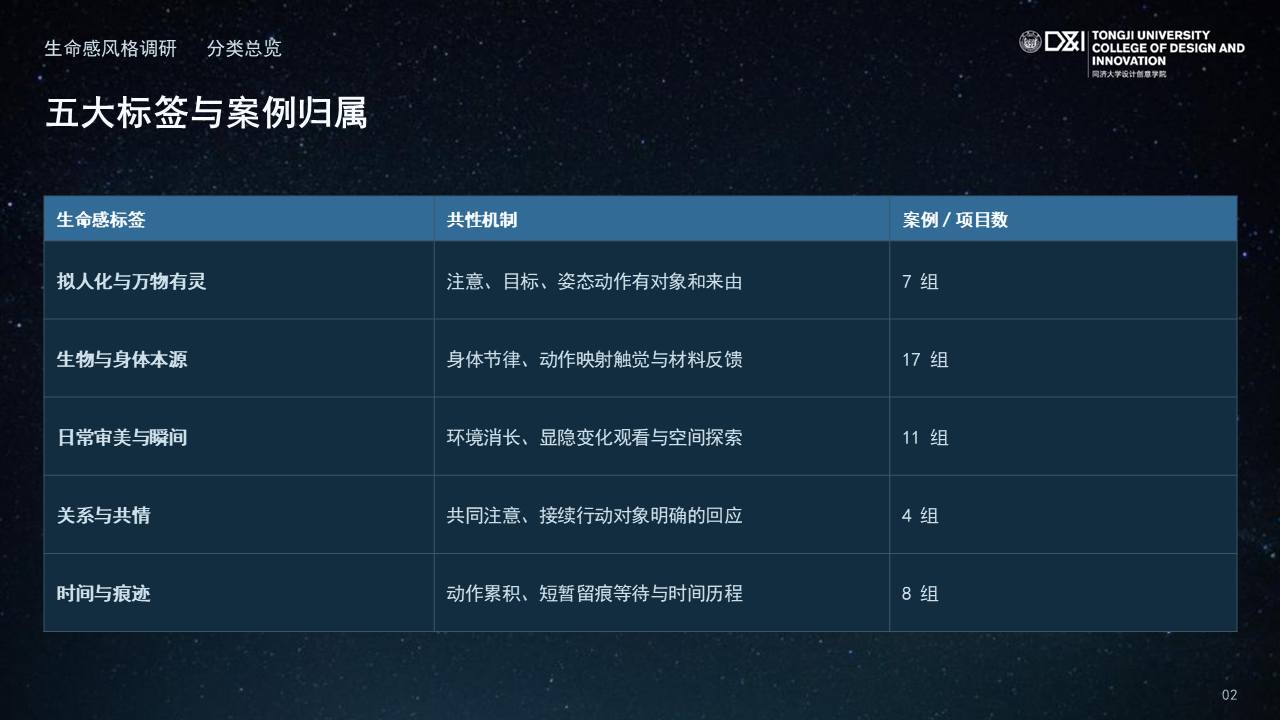 生命感风格调研 分类总览
TONGJI UNIVERSITY
COLLEGE OF DESIGN AND
INNOVATION
同济大学设计创意学院
D&I
五大标签与案例归属
生命感标签 共性机制 案例 / 项目数
拟人化与万物有灵 注意、目标、姿态动作有对象和来由 7 组
生物与身体本源 身体节律、动作映射触觉与材料反馈 17 组
日常审美与瞬间 环境消长、显隐变化观看与空间探索 11 组
关系与共情 共同注意、接续行动对象明确的回应 4 组
时间与痕迹 动作累积、短暂留痕等待与时间历程 8 组
02